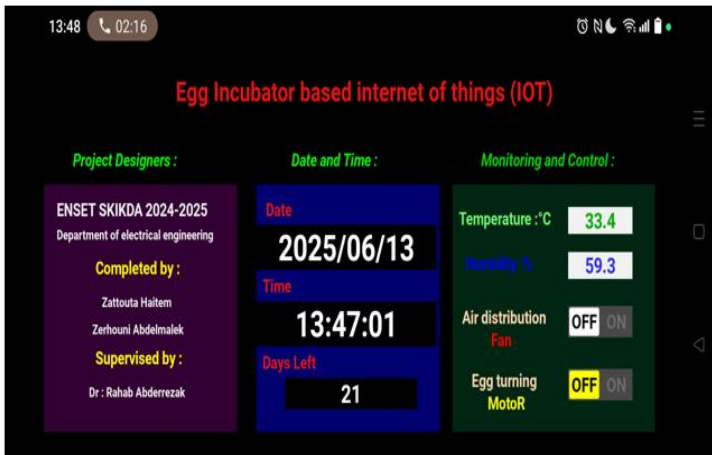 13:48 02:16
Egg Incubator based internet of things (IOT)
Project Designers :
ENSET SKIKDA 2024-2025
Department of electrical engineering
Completed by :
Zattouta Haitem
Zerhouni Abdelmalek
Supervised by :
Dr : Rahab Abderrezak
Date and Time :
Date
2025/06/13
Time
13:47:01
Days Left
21
Monitoring and Control :
Temperature :°C 33.4
Humidity % 59.3
Air distribution
Fan
OFF ON
Egg turning
MotoR
OFF ON